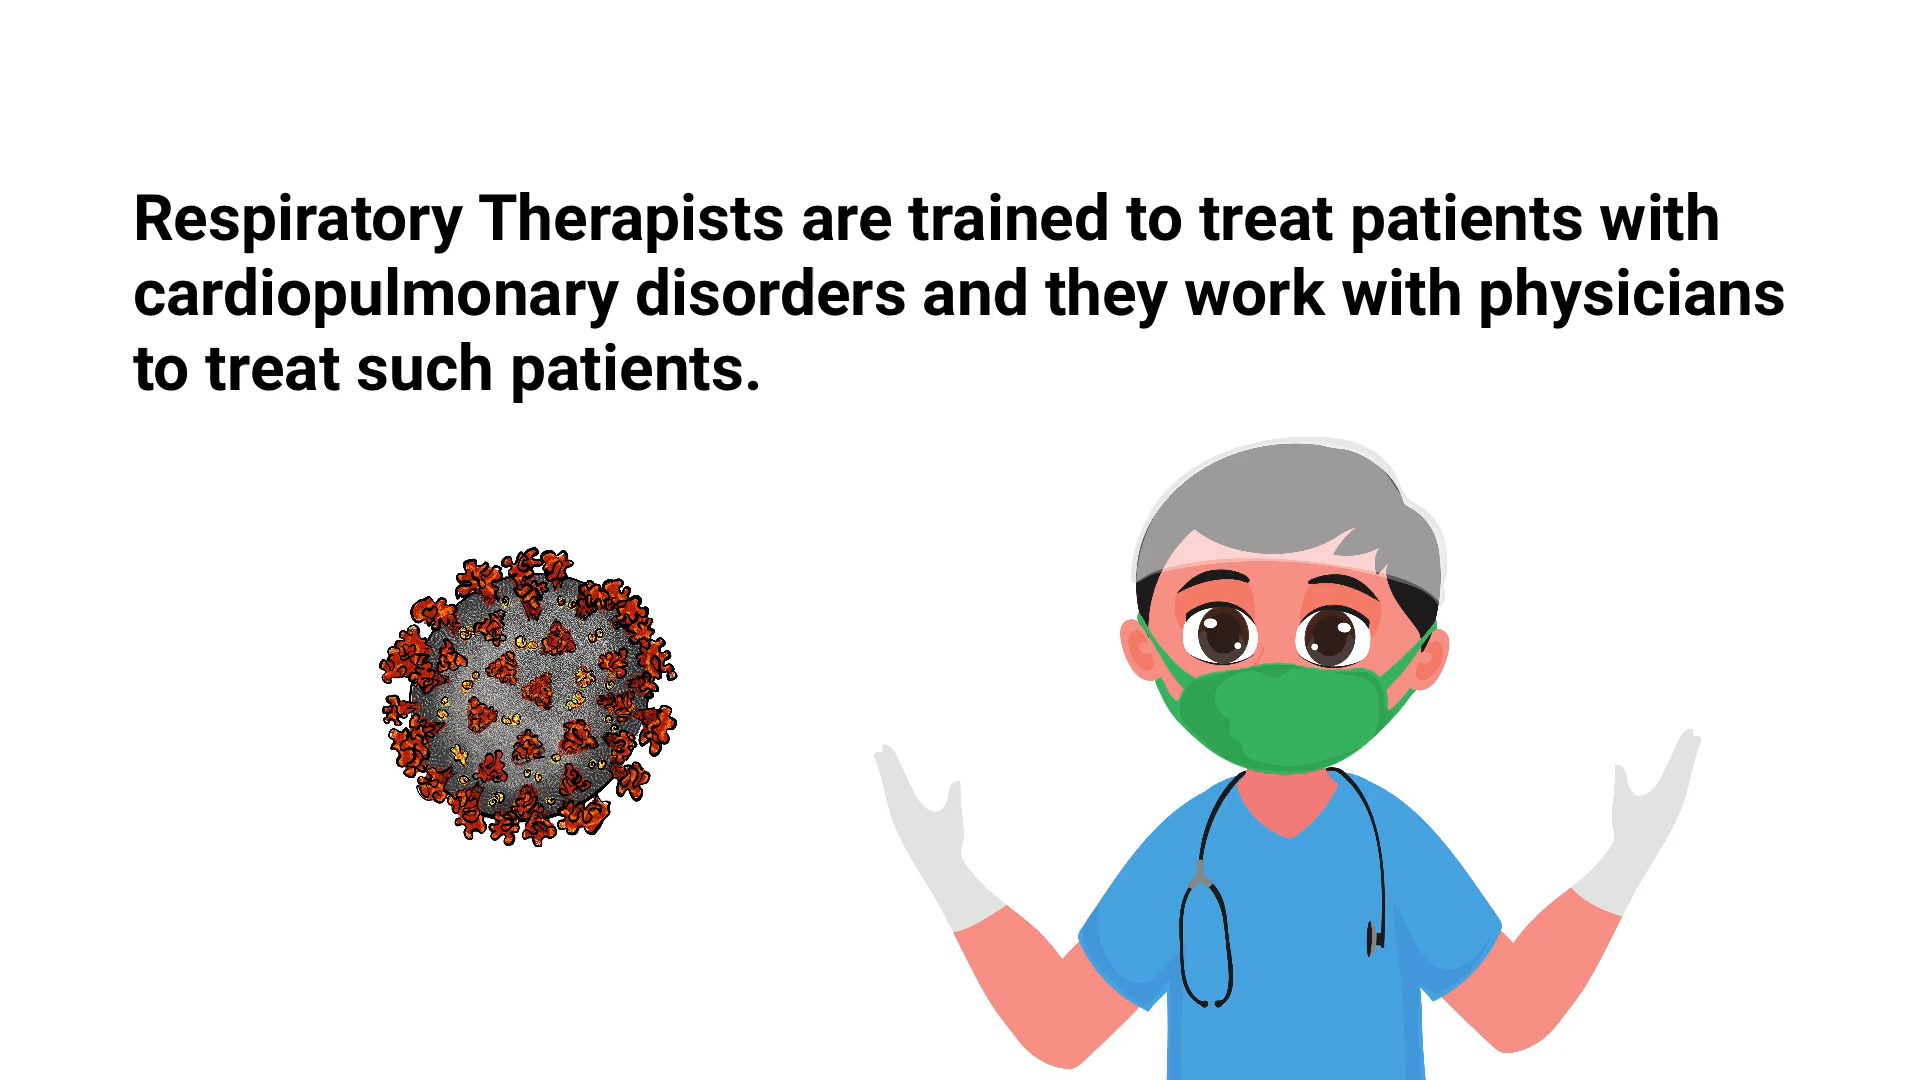 Respiratory Therapists are trained to treat patients with
cardiopulmonary disorders and they work with physicians
to treat such patients.